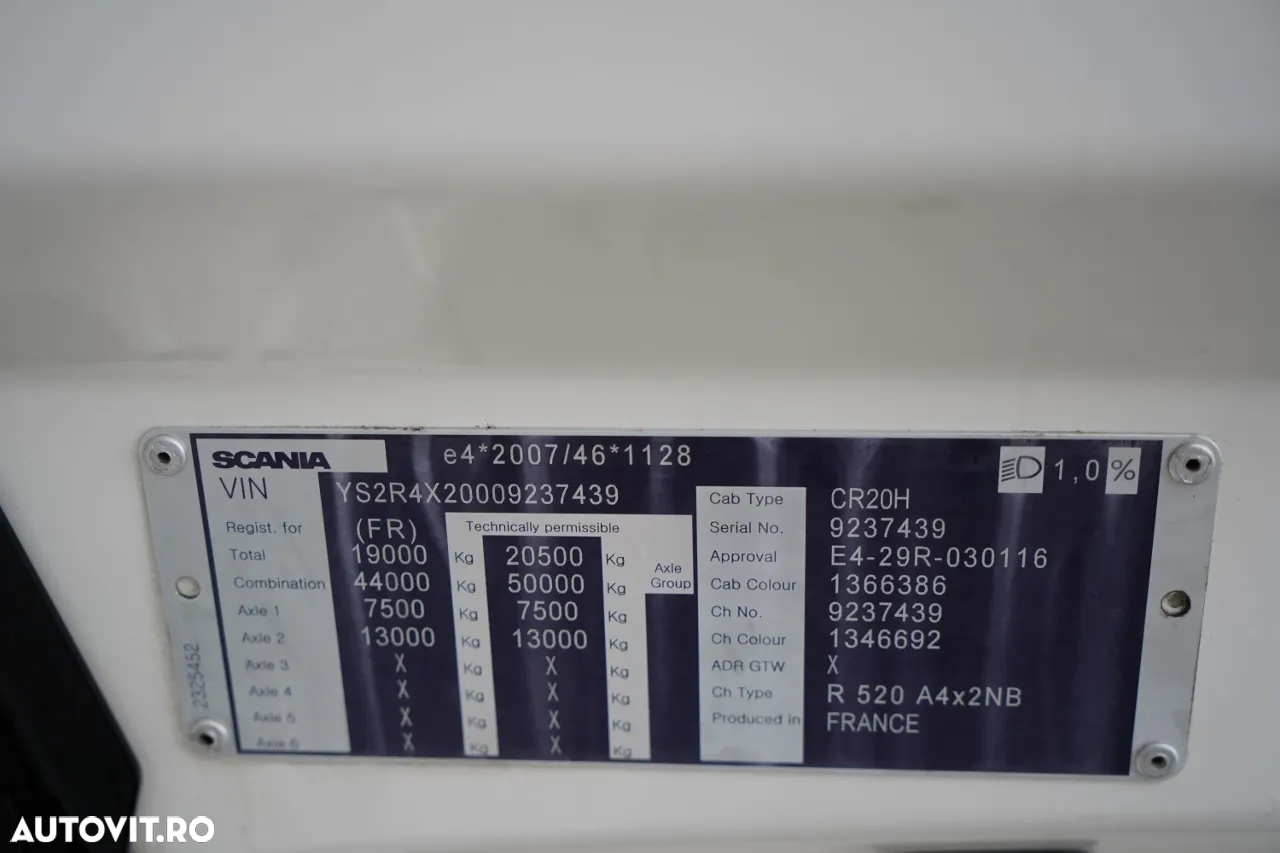 SCANIA
e4*2007/46*1128
1,0 %
VIN YS2R4X20009237439
Regist. for (FR)
Technically permissible
Total 19000 Kg 20500 Kg
Axle Group
Combination 44000 Kg 50000 Kg
Axle 1 7500 Kg 7500 Kg
Axle 2 13000 Kg 13000 Kg
Axle 3 X Kg X Kg
Axle 4 X Kg X Kg
Axle 5 X Kg X Kg
Axle 6 X Kg X Kg
Cab Type CR20H
Serial No. 9237439
Approval E4-29R-030116
Cab Colour 1366386
Ch No. 9237439
Ch Colour 1346692
ADR GTW X
Ch Type R 520 A4x2NB
Produced in FRANCE
2325452
AUTOVIT.RO